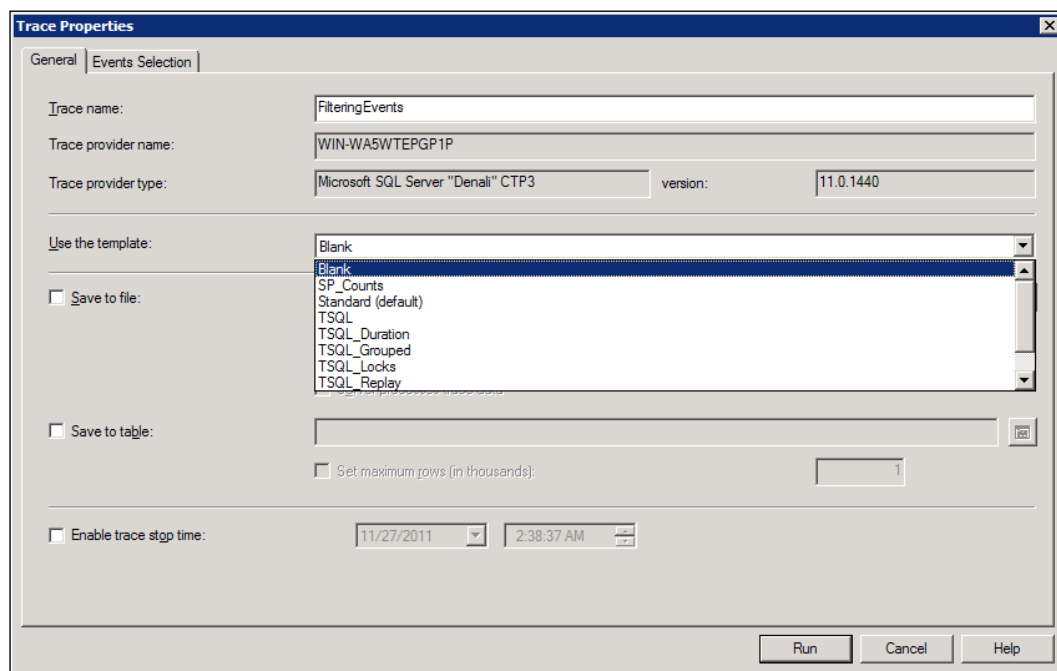 Trace Properties
General Events Selection
Trace name: FilteringEvents
Trace provider name: WIN-WA5WTEPGP1P
Trace provider type: Microsoft SQL Server "Denali" CTP3 version: 11.0.1440
Use the template: Blank
Blank
SP_Counts
Save to file:
Standard (default)
TSQL
TSQL_Duration
TSQL_Grouped
TSQL_Locks
TSQL_Replay
Save to table:
Set maximum rows (in thousands): 1
Enable trace stop time: 11/27/2011 2:38:37 AM
Run Cancel Help